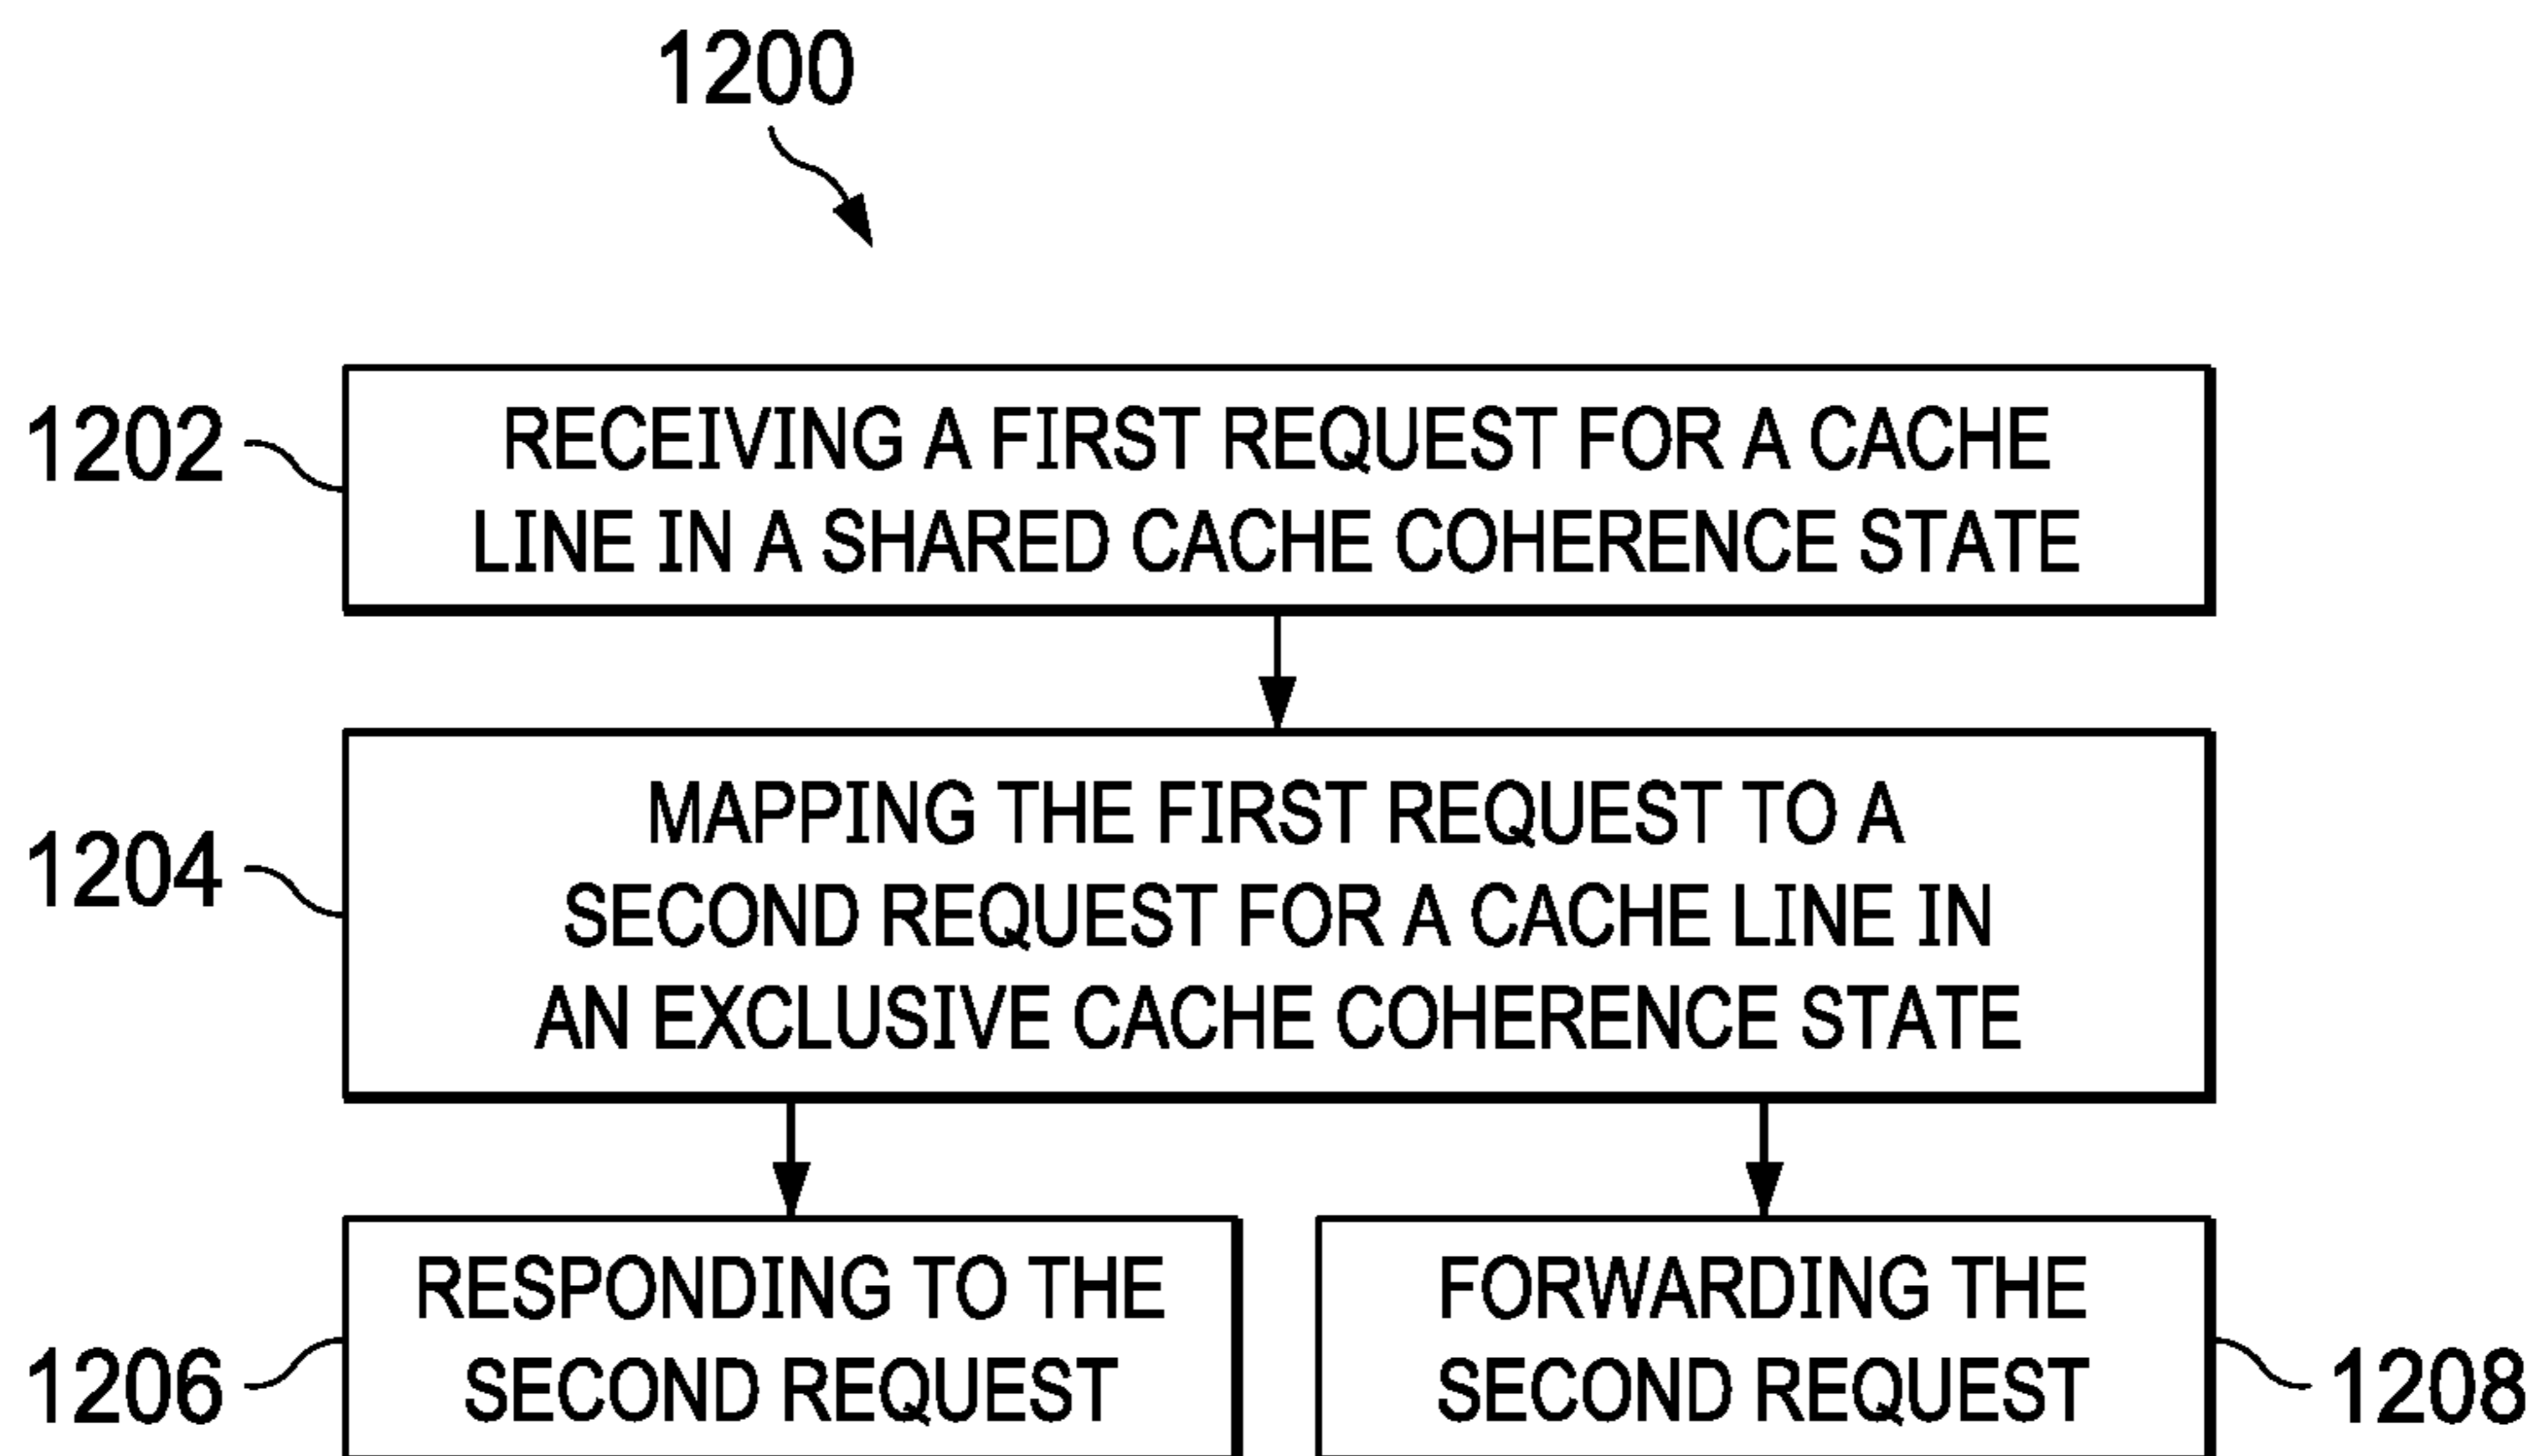 1200
1202
RECEIVING A FIRST REQUEST FOR A CACHE
LINE IN A SHARED CACHE COHERENCE STATE
1204
MAPPING THE FIRST REQUEST TO A
SECOND REQUEST FOR A CACHE LINE IN
AN EXCLUSIVE CACHE COHERENCE STATE
1206
RESPONDING TO THE
SECOND REQUEST
FORWARDING THE
SECOND REQUEST
1208